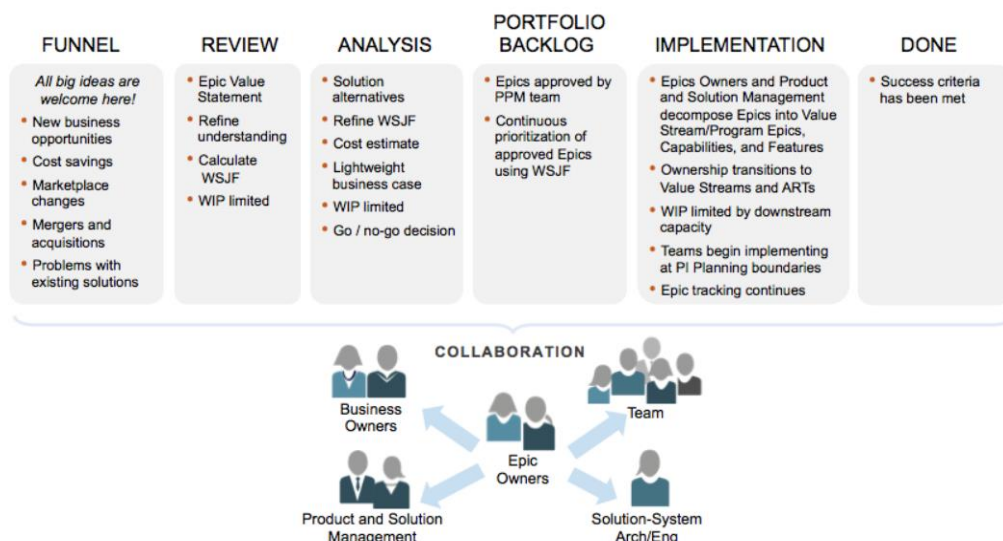 FUNNEL
All big ideas are
welcome here!
• New business
opportunities
• Cost savings
• Marketplace
changes
• Mergers and
acquisitions
• Problems with
existing solutions
REVIEW
• Epic Value
Statement
• Refine
understanding
• Calculate
WSJF
• WIP limited
ANALYSIS
• Solution
alternatives
• Refine WSJF
• Cost estimate
• Lightweight
business case
• WIP limited
• Go / no-go decision
PORTFOLIO
BACKLOG
• Epics approved by
PPM team
• Continuous
prioritization of
approved Epics
using WSJF
IMPLEMENTATION
• Epics Owners and Product
and Solution Management
decompose Epics into Value
Stream/Program Epics,
Capabilities, and Features
• Ownership transitions to
Value Streams and ARTs
• WIP limited by downstream
capacity
• Teams begin implementing
at PI Planning boundaries
• Epic tracking continues
DONE
• Success criteria
has been met
COLLABORATION
Business
Owners
Epic
Owners
Team
Product and Solution
Management
Solution-System
Arch/Eng